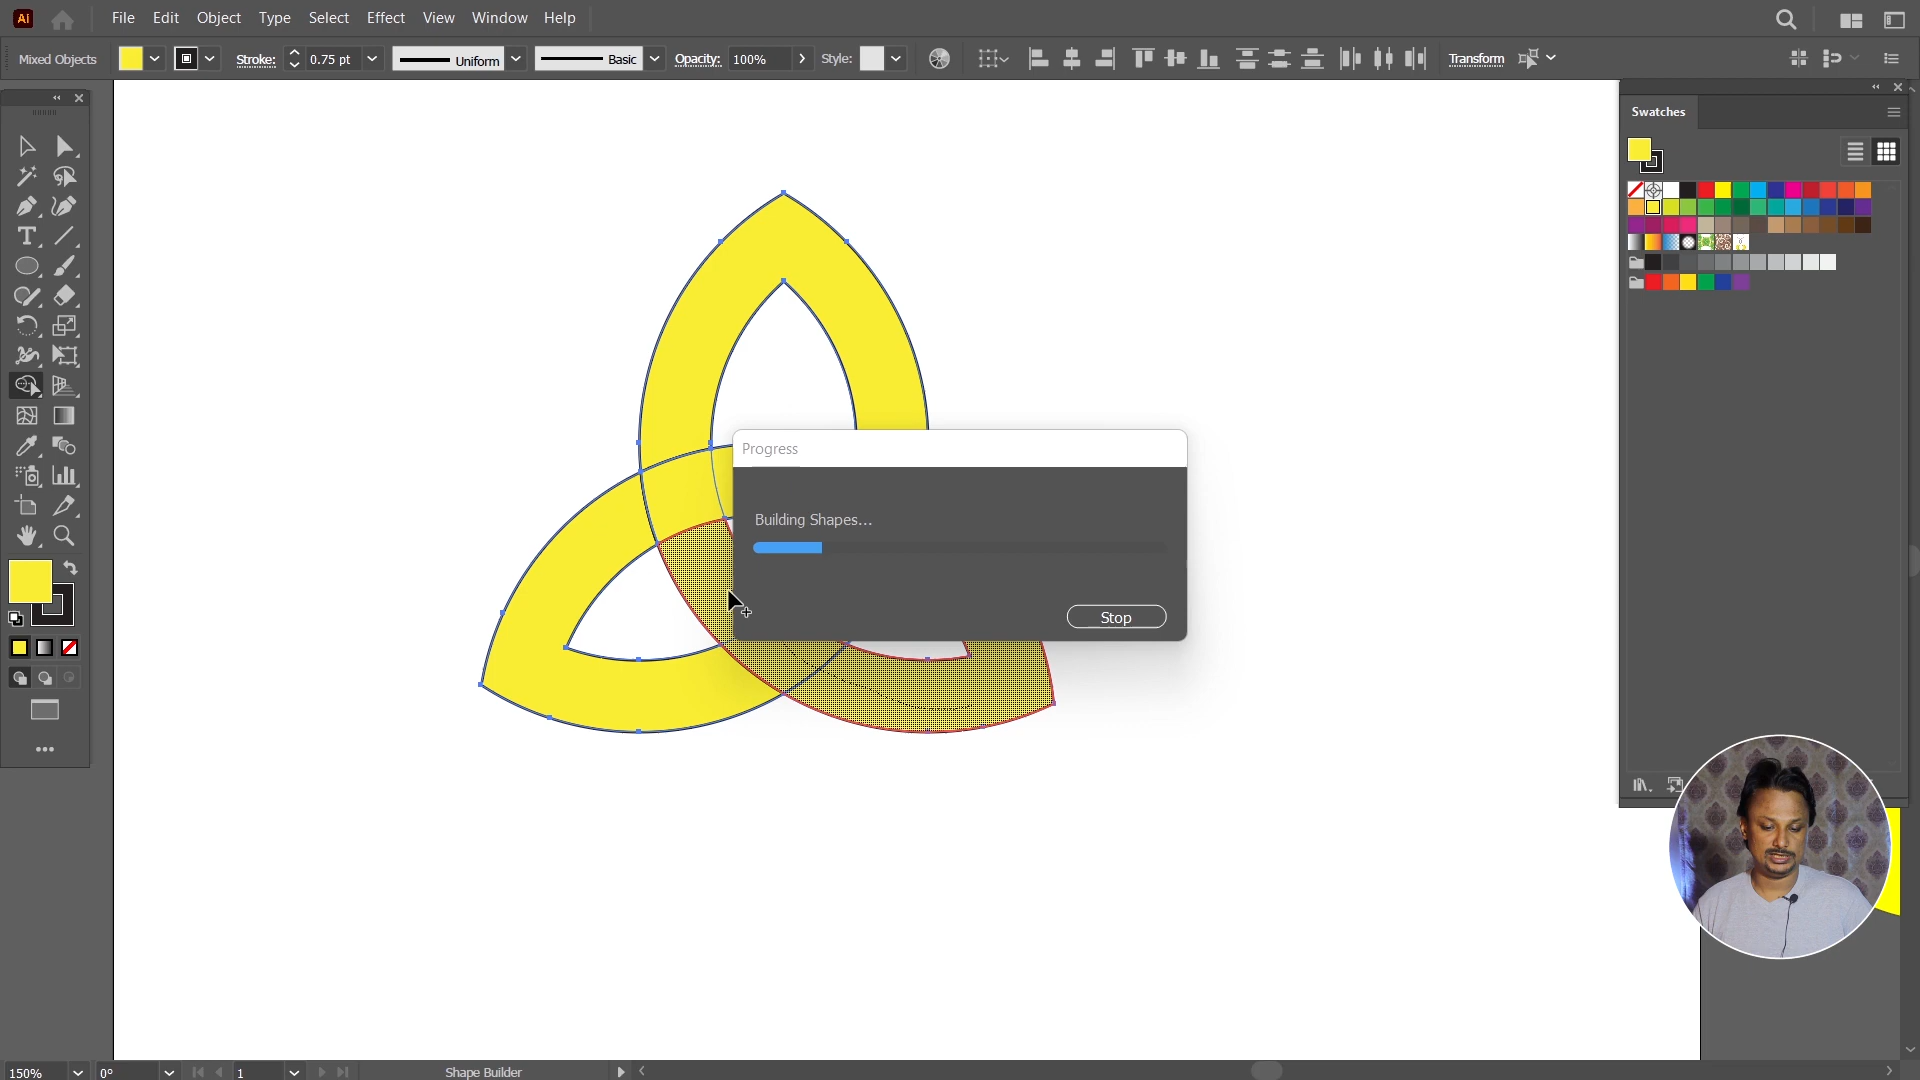 Ai File Edit Object Type Select Effect View Window Help
Mixed Objects Stroke: 0.75 pt Uniform Basic Opacity: 100% Style: Transform
Swatches
Progress
Building Shapes...
Stop
150% 0° 1 Shape Builder